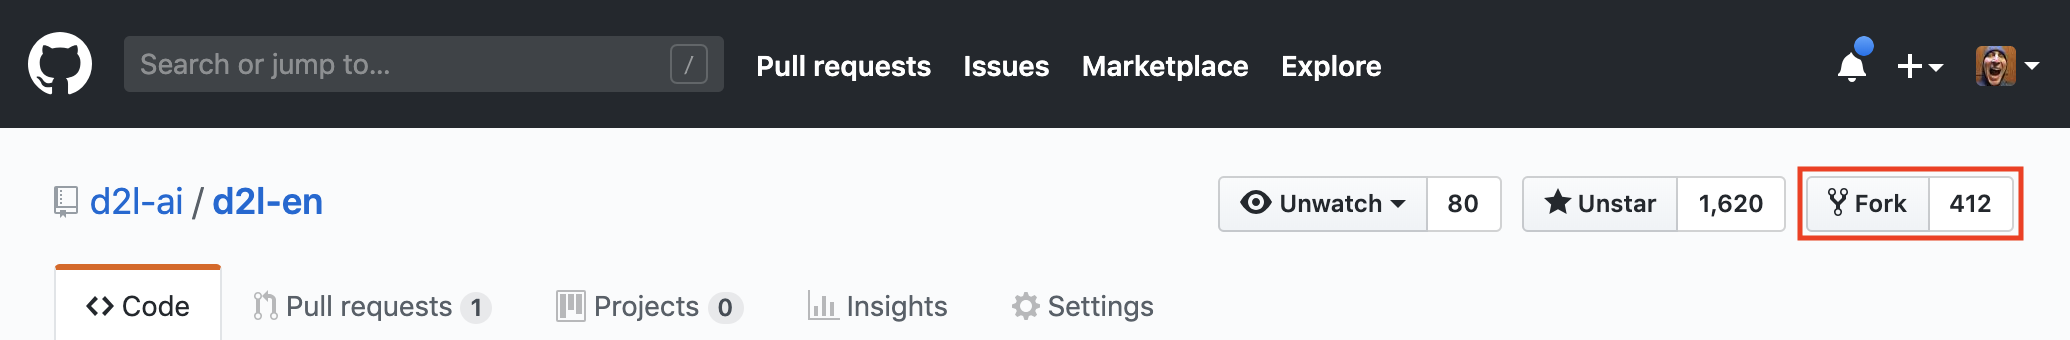 Search or jump to... / Pull requests Issues Marketplace Explore
d2l-ai / d2l-en Unwatch 80 Unstar 1,620 Fork 412
<> Code Pull requests 1 Projects 0 Insights Settings